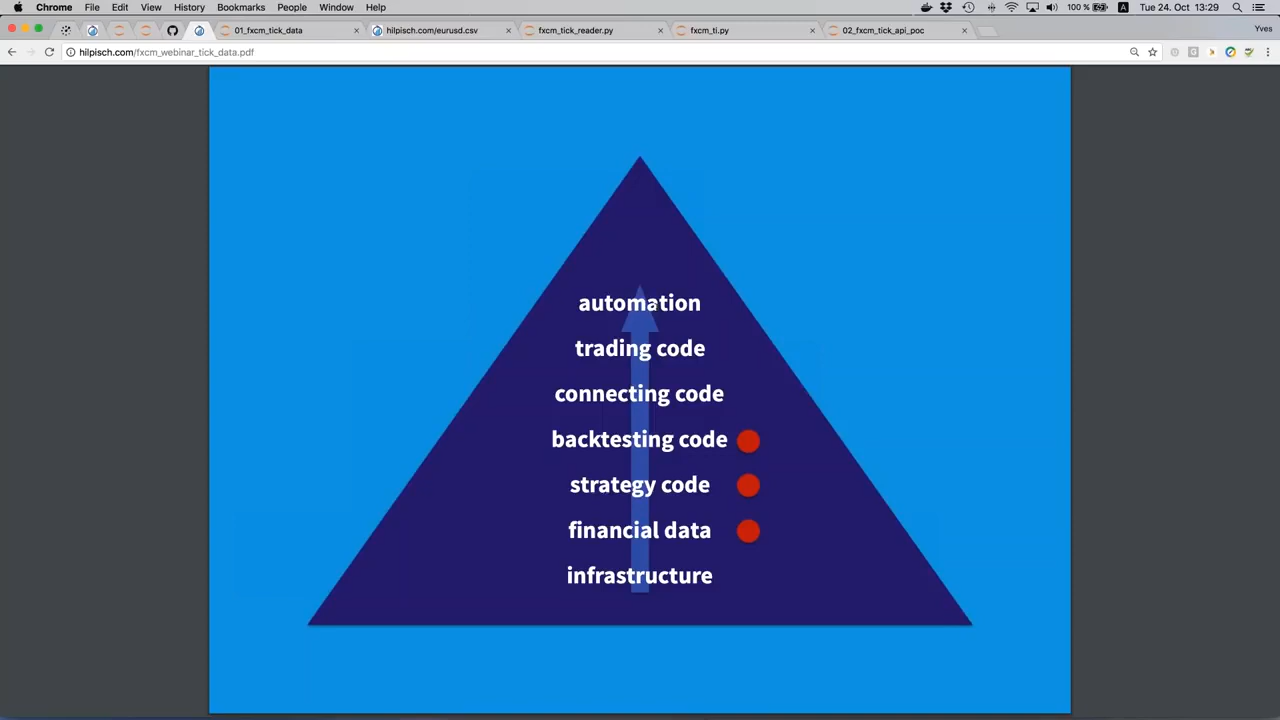 Chrome File Edit View History Bookmarks People Window Help 100 % Tue 24. Oct 13:29
01_fxcm_tick_data hilpisch.com/eurusd.csv fxcm_tick_reader.py fxcm_ti.py 02_fxcm_tick_api_poc Yves
hilpisch.com/fxcm_webinar_tick_data.pdf
automation
trading code
connecting code
backtesting code
strategy code
financial data
infrastructure